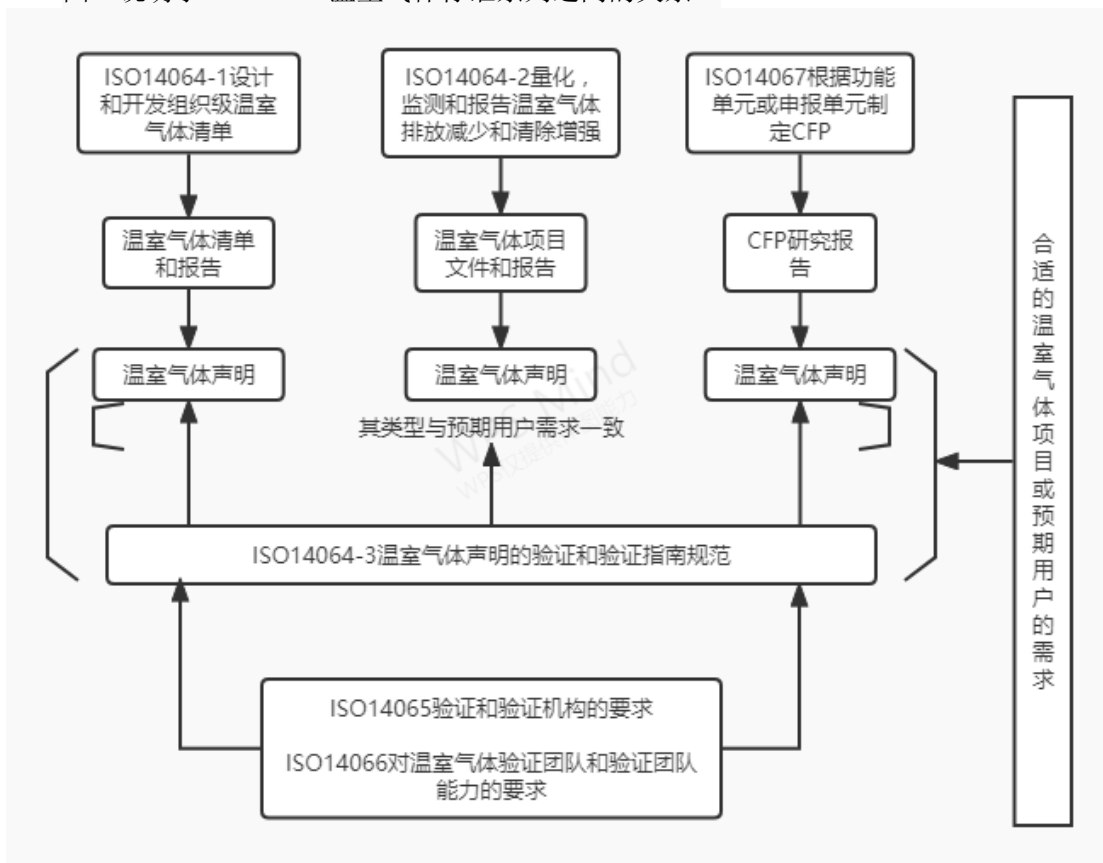 ISO14064-1设计
和开发组织级温室
气体清单
ISO14064-2量化，
监测和报告温室气体
排放减少和清除增强
ISO14067根据功能
单元或申报单元制
定CFP
温室气体清单
和报告
温室气体项目
文件和报告
CFP研究报
告
温室气体声明
温室气体声明
温室气体声明
其类型与预期用户需求一致
WPS Mind
ISO14064-3温室气体声明的验证和验证指南规范
ISO14065验证和验证机构的要求
ISO14066对温室气体验证团队和验证团队
能力的要求
合适的温室气体项目或预期用户的需求